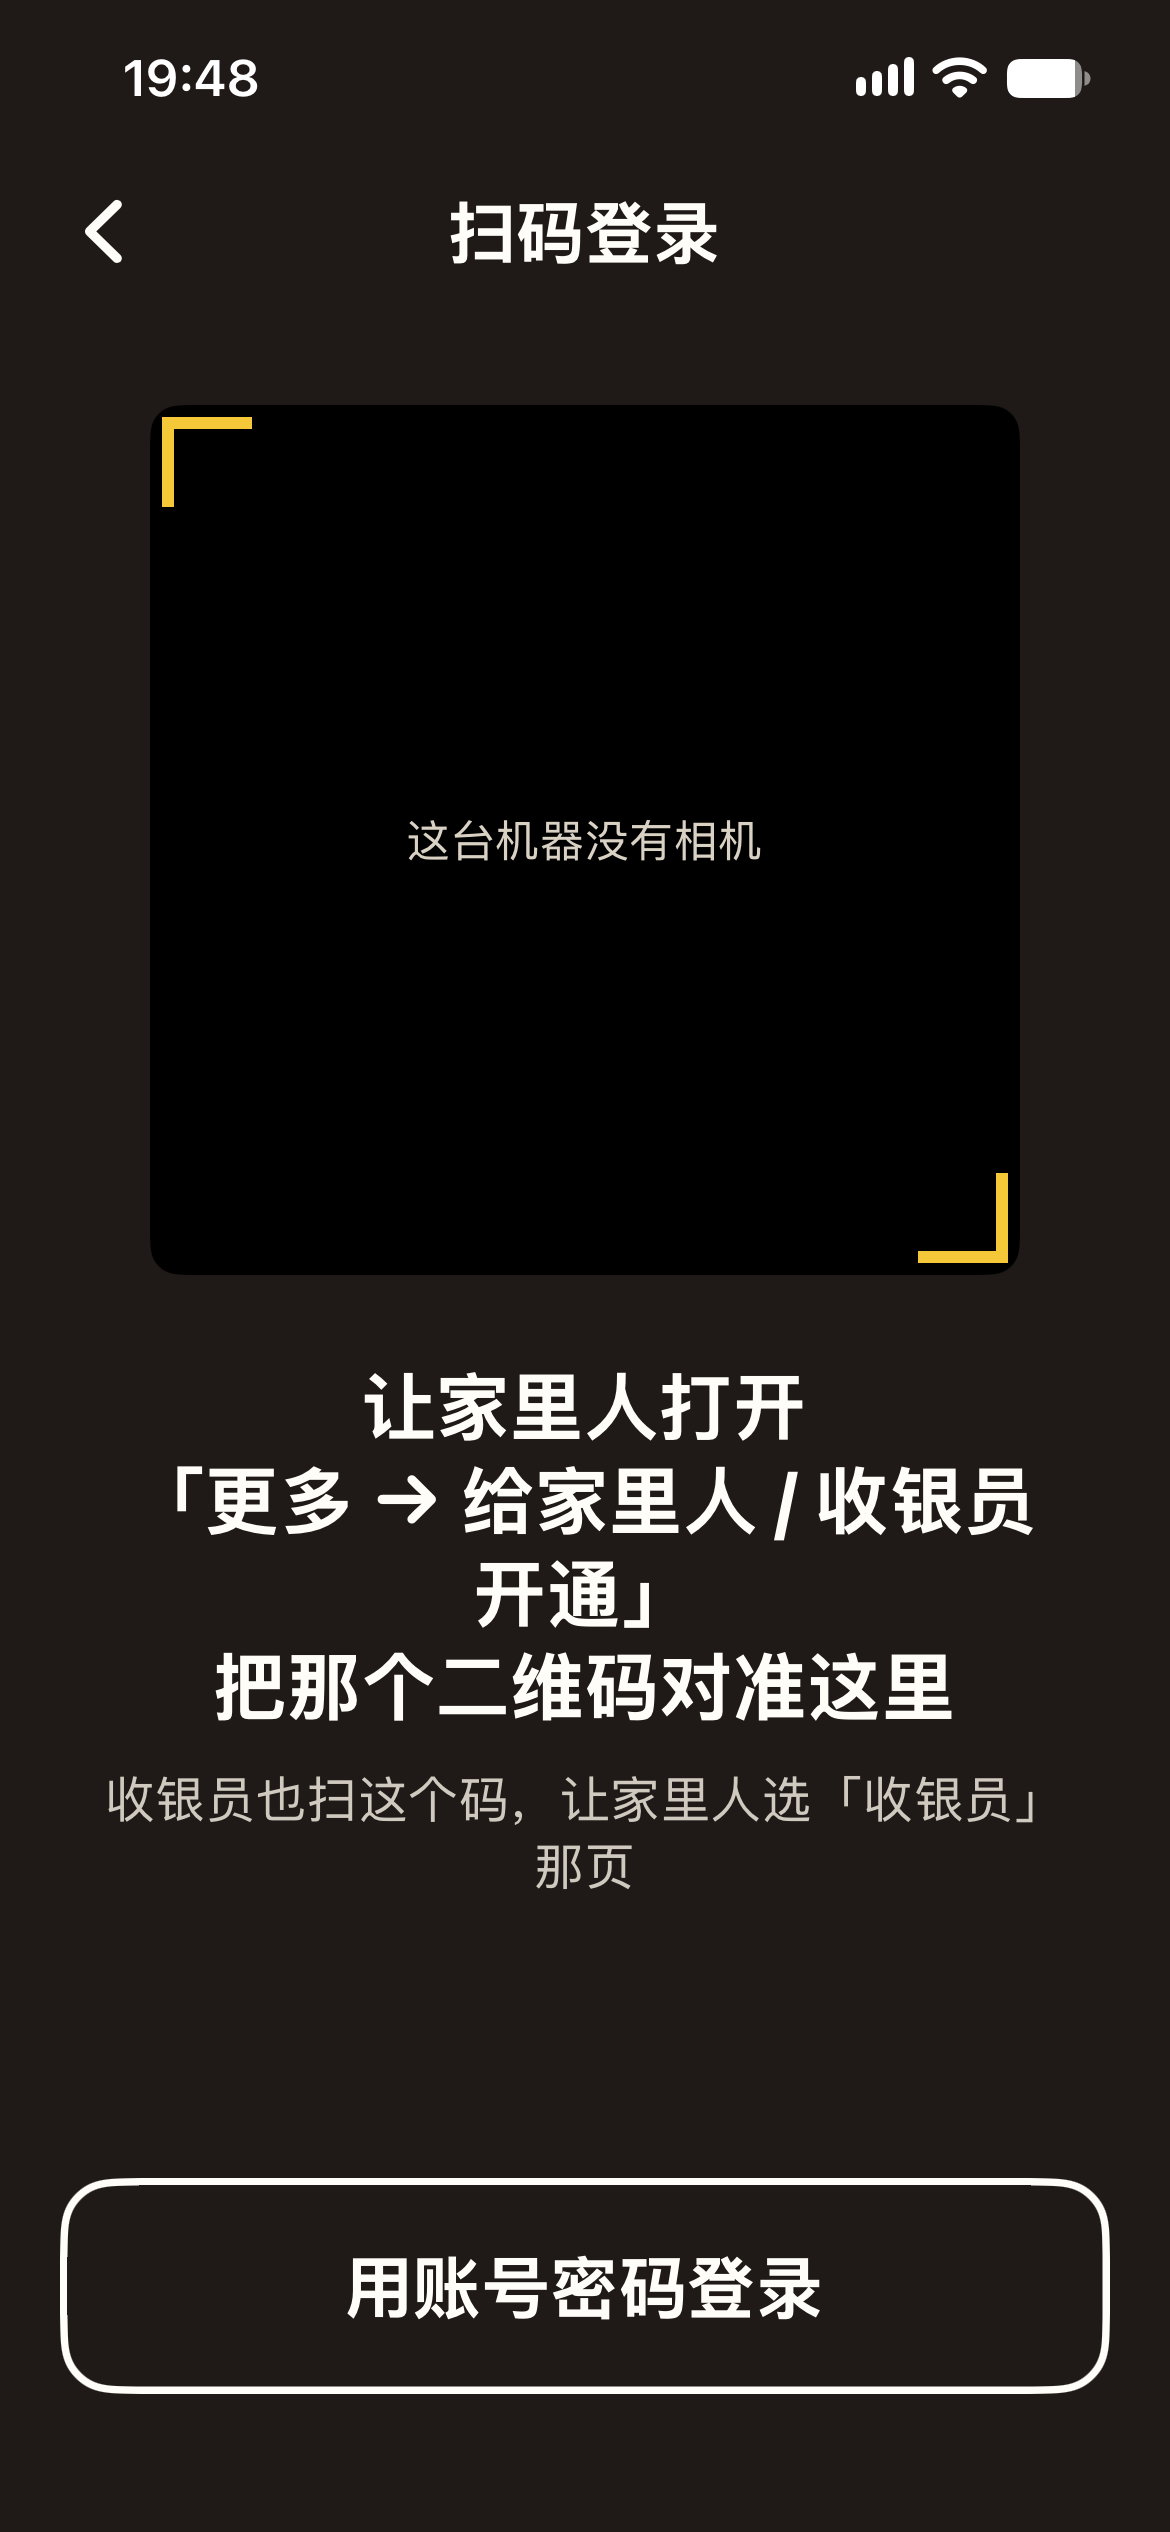 19:48
扫码登录
这台机器没有相机
让家里人打开
「更多 → 给家里人 / 收银员
开通」
把那个二维码对准这里
收银员也扫这个码，让家里人选「收银员」
那页
用账号密码登录